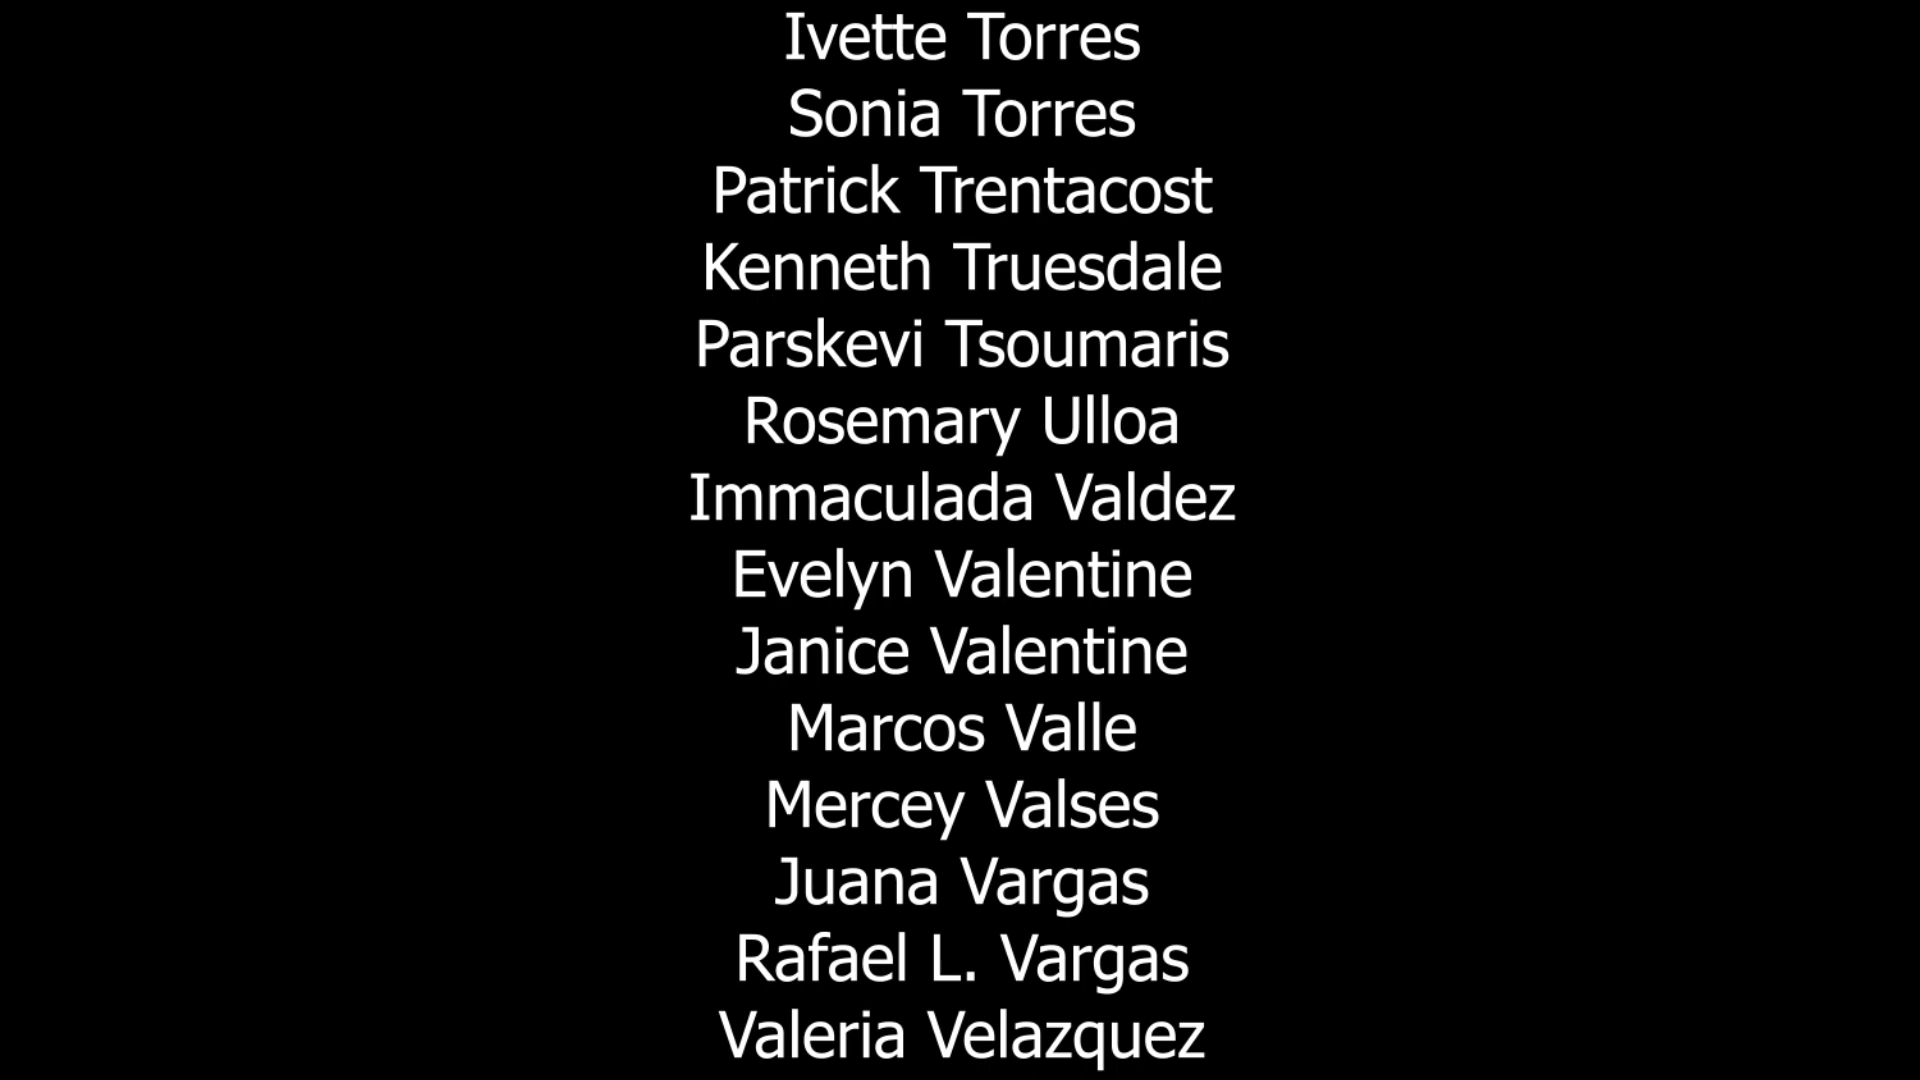 Ivette Torres
Sonia Torres
Patrick Trentacost
Kenneth Truesdale
Parskevi Tsoumaris
Rosemary Ulloa
Immaculada Valdez
Evelyn Valentine
Janice Valentine
Marcos Valle
Mercey Valses
Juana Vargas
Rafael L. Vargas
Valeria Velazquez